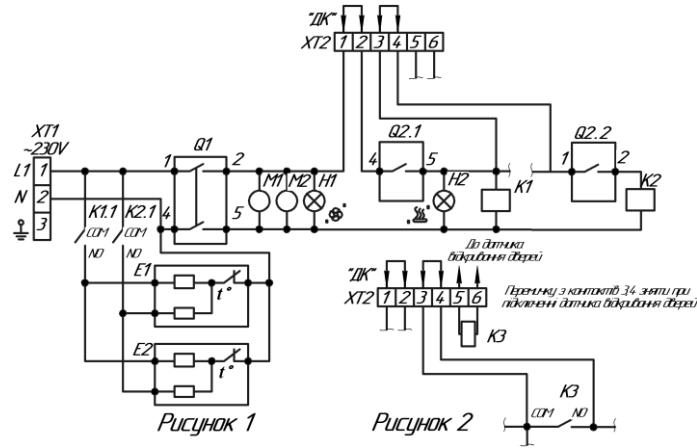 "ДК"
XT2 1 2 3 4 5 6
XT1
~230V
L1 1
N 2
3
Q1
1 2
4 5
M1 M2 H1
Q2.1
4 5
H2
K1
Q2.2
1 2
K2
K1.1 K2.1
COM COM
NO NO
E1
t°
E2
t°
До датчика
відкривання дверей
"ДК"
XT2 1 2 3 4 5 6
Перемичку з контактів 3,4 зняти при
підключенні датчика відкривання дверей
K3
K3
COM NO
Рисунок 1
Рисунок 2